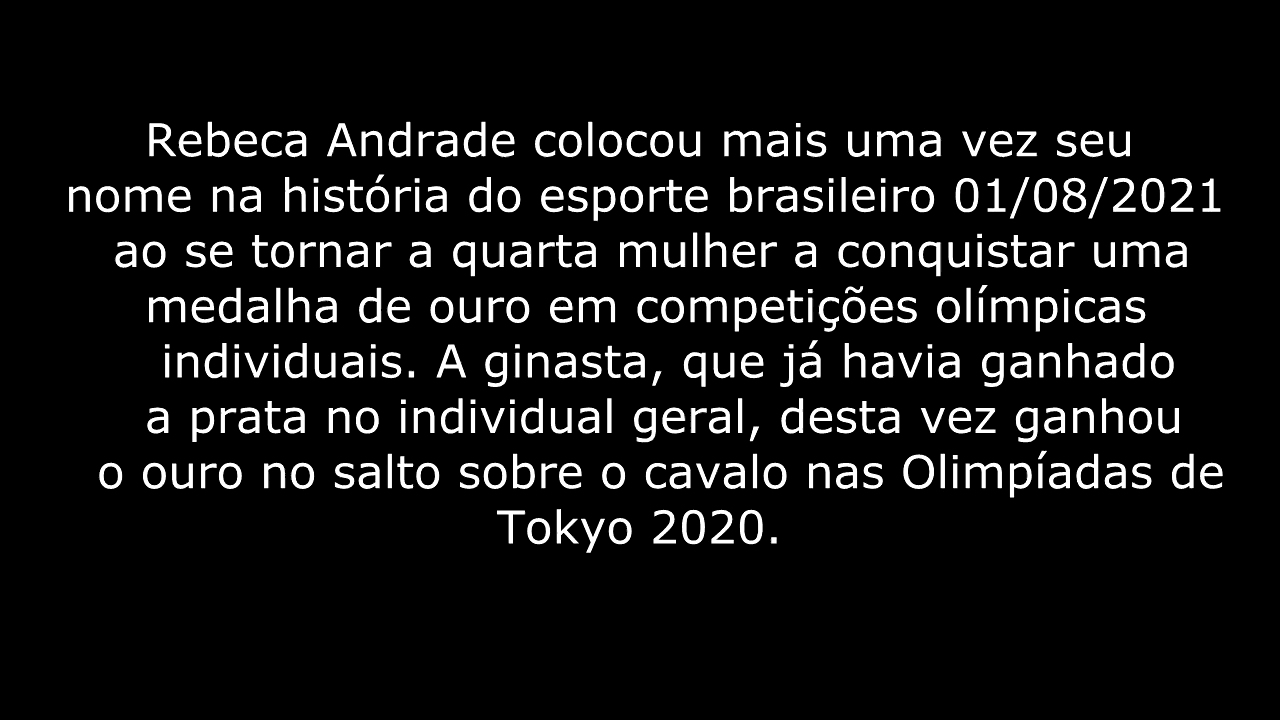 Rebeca Andrade colocou mais uma vez seu
nome na história do esporte brasileiro 01/08/2021
ao se tornar a quarta mulher a conquistar uma
medalha de ouro em competições olímpicas
individuais. A ginasta, que já havia ganhado
a prata no individual geral, desta vez ganhou
o ouro no salto sobre o cavalo nas Olimpíadas de
Tokyo 2020.